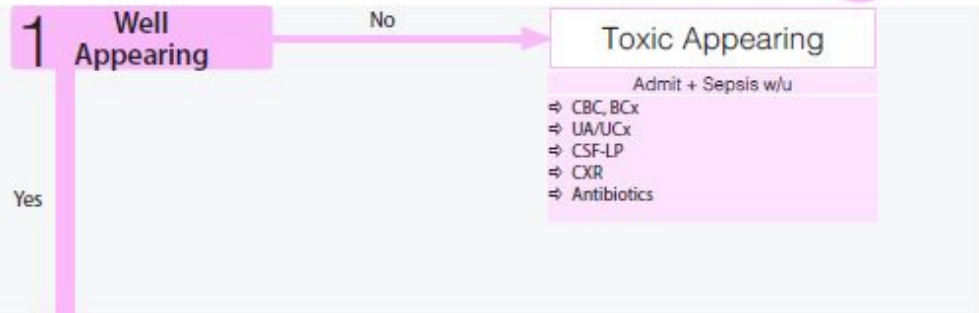 1
Well
Appearing
No
Toxic Appearing
Admit + Sepsis w/u
⇨ CBC, BCx
⇨ UA/UCx
⇨ CSF-LP
⇨ CXR
⇨ Antibiotics
Yes